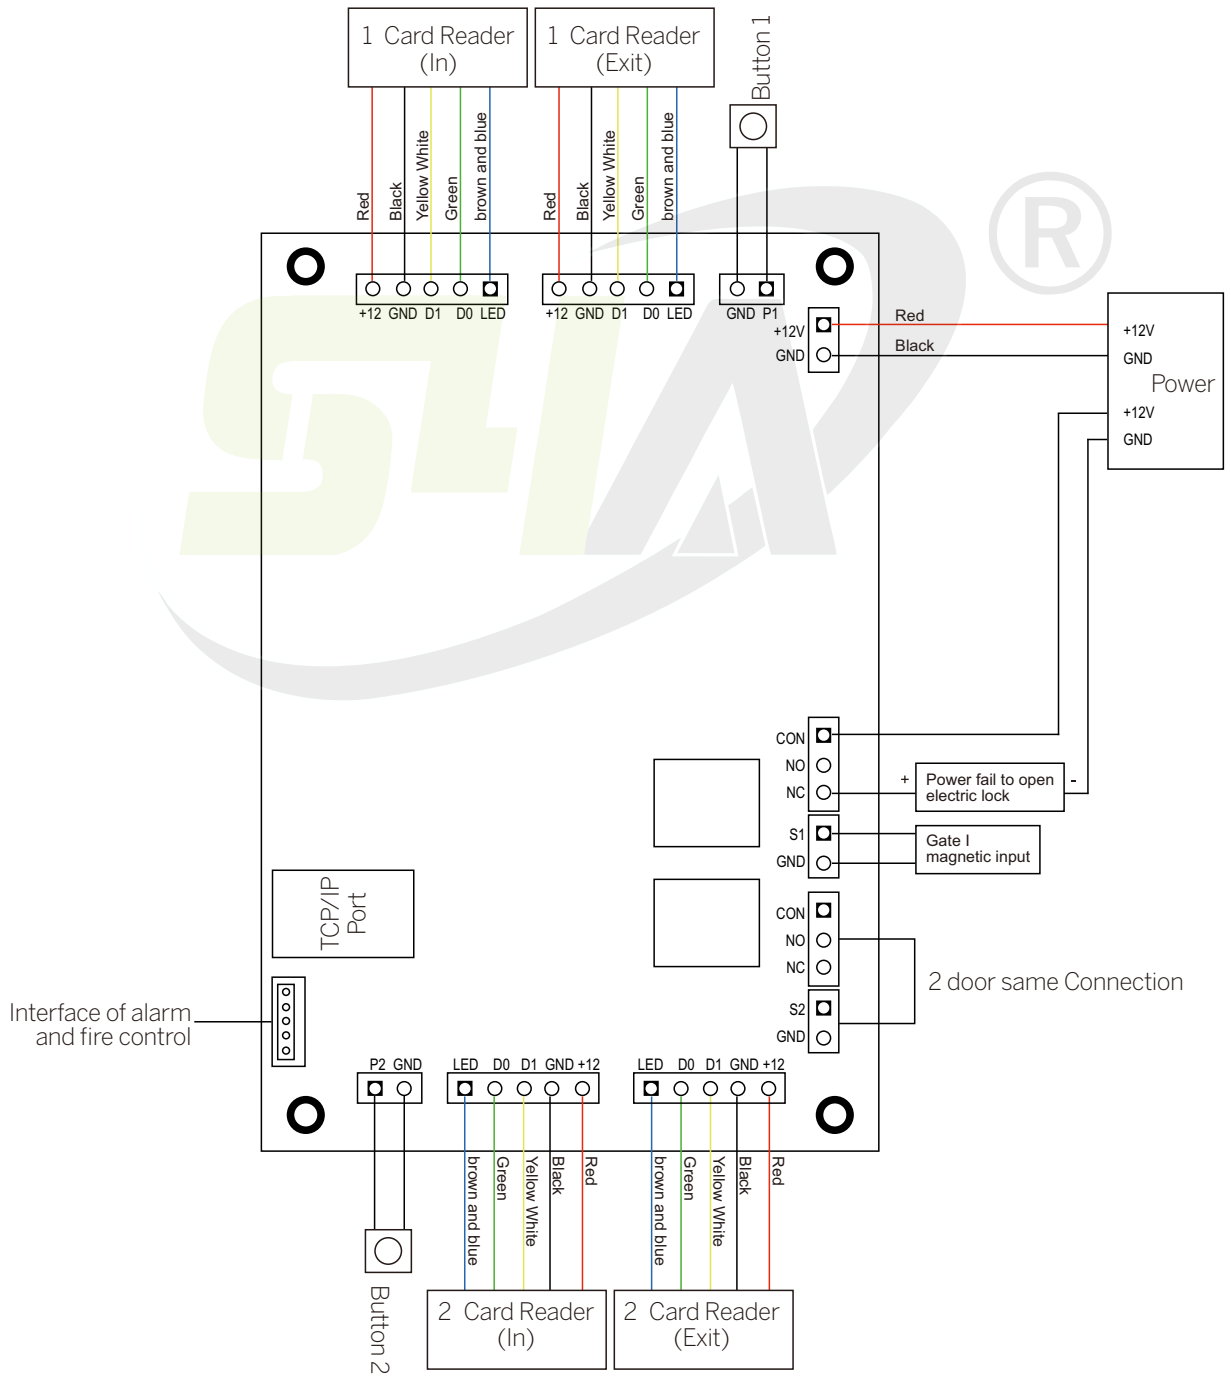 1 Card Reader
(In)
1 Card Reader
(Exit)
Button 1
Red
Black
Yellow White
Green
brown and blue
Red
Black
Yellow White
Green
brown and blue
®
S4A
+12 GND D1 D0 LED
+12 GND D1 D0 LED
GND P1
+12V
GND
Red
Black
+12V
GND
Power
+12V
GND
CON
NO
NC
+
Power fail to open
electric lock
-
S1
GND
Gate I
magnetic input
TCP/IP
Port
CON
NO
NC
S2
GND
2 door same Connection
Interface of alarm
and fire control
P2 GND
LED D0 D1 GND +12
LED D0 D1 GND +12
brown and blue
Green
Yellow White
Black
Red
brown and blue
Green
Yellow White
Black
Red
Button 2
2 Card Reader
(In)
2 Card Reader
(Exit)